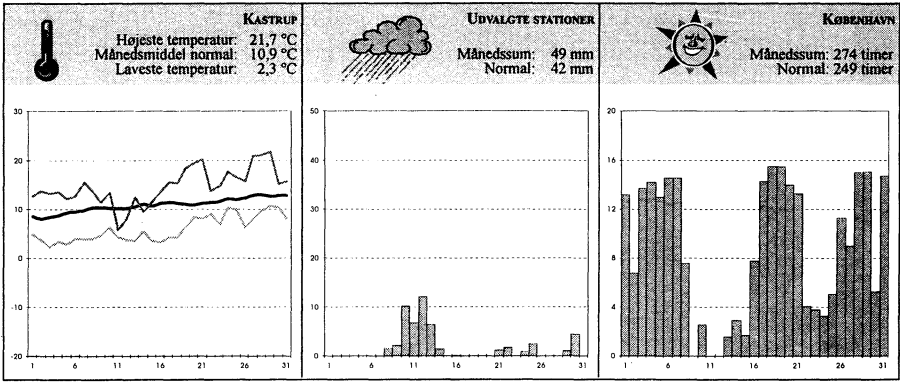 KASTRUP
Højeste temperatur: 21,7 °C
Månedsmiddel normal: 10,9 °C
Laveste temperatur: 2,3 °C
30
20
10
0
-10
-20
1 6 11 16 21 26 31
UDVALGTE STATIONER
Månedssum: 49 mm
Normal: 42 mm
50
40
30
20
10
0
1 6 11 16 21 26 31
KØBENHAVN
Månedssum: 274 timer
Normal: 249 timer
16
12
8
4
0
1 6 11 16 21 26 31